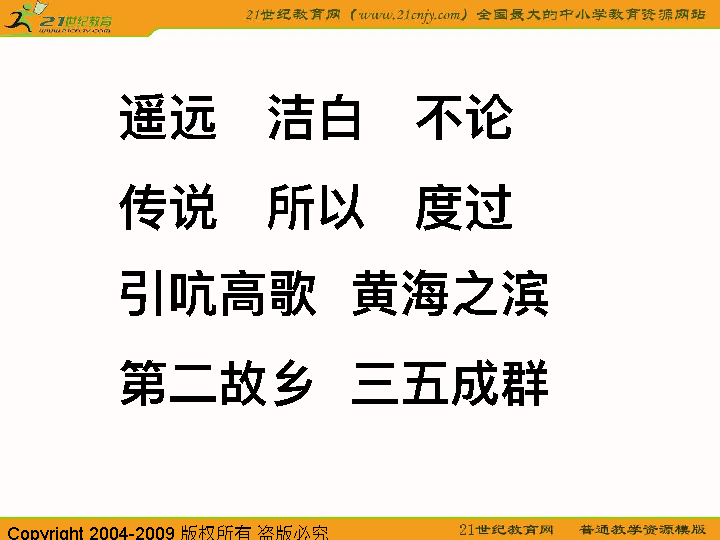 21世纪教育
www.21cnjy.com
21世纪教育网（www.21cnjy.com）全国最大的中小学教育资源网站
遥远 洁白 不论
传说 所以 度过
引吭高歌 黄海之滨
第二故乡 三五成群
Copyright 2004-2009 版权所有 盗版必究
21世纪教育网 普通教学资源模版